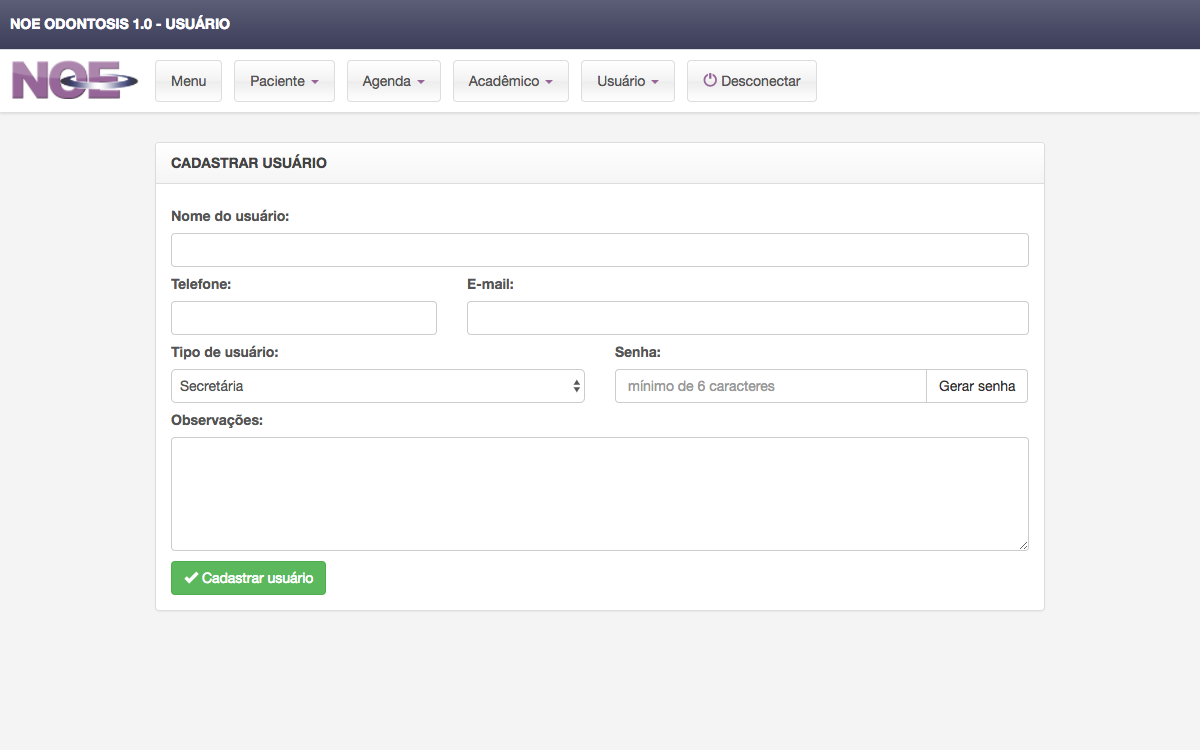 NOE ODONTOSIS 1.0 - USUÁRIO
NOE Menu Paciente Agenda Acadêmico Usuário Desconectar
CADASTRAR USUÁRIO
Nome do usuário:
Telefone: E-mail:
Tipo de usuário: Senha:
Secretária mínimo de 6 caracteres Gerar senha
Observações:
Cadastrar usuário